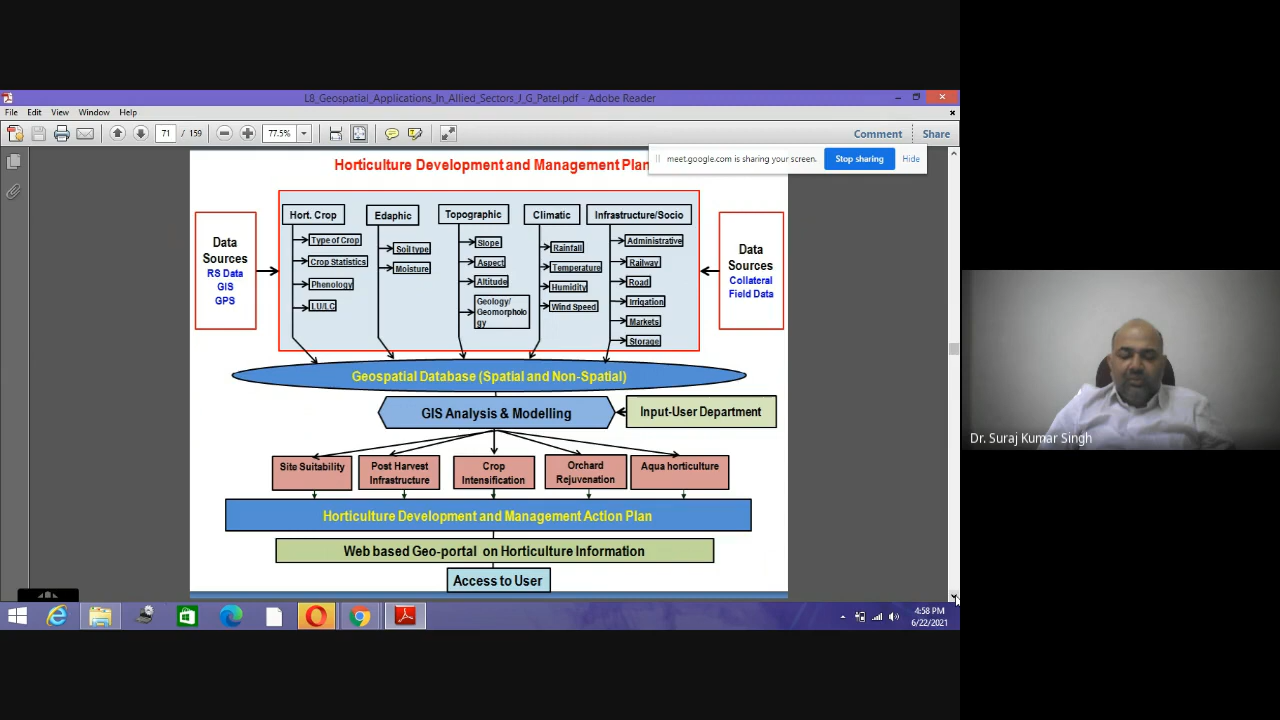 L8_Geospatial_Applications_In_Allied_Sectors_J_G_Patel.pdf - Adobe Reader
File Edit View Window Help
71 / 159
77.5%
Comment Share
meet.google.com is sharing your screen.
Stop sharing
Hide
Horticulture Development and Management Plan
Data
Sources
RS Data
GIS
GPS
Hort. Crop
Type of Crop
Crop Statistics
Phenology
LU/LC
Edaphic
Soil type
Moisture
Topographic
Slope
Aspect
Altitude
Geology/
Geomorpholo
gy
Climatic
Rainfall
Temperature
Humidity
Wind Speed
Infrastructure/Socio
Administrative
Railway
Road
Irrigation
Markets
Storage
Data
Sources
Collateral
Field Data
Geospatial Database (Spatial and Non-Spatial)
GIS Analysis & Modelling
Input-User Department
Site Suitability
Post Harvest
Infrastructure
Crop
Intensification
Orchard
Rejuvenation
Aqua horticulture
Horticulture Development and Management Action Plan
Web based Geo-portal on Horticulture Information
Access to User
4:58 PM
6/22/2021
Dr. Suraj Kumar Singh